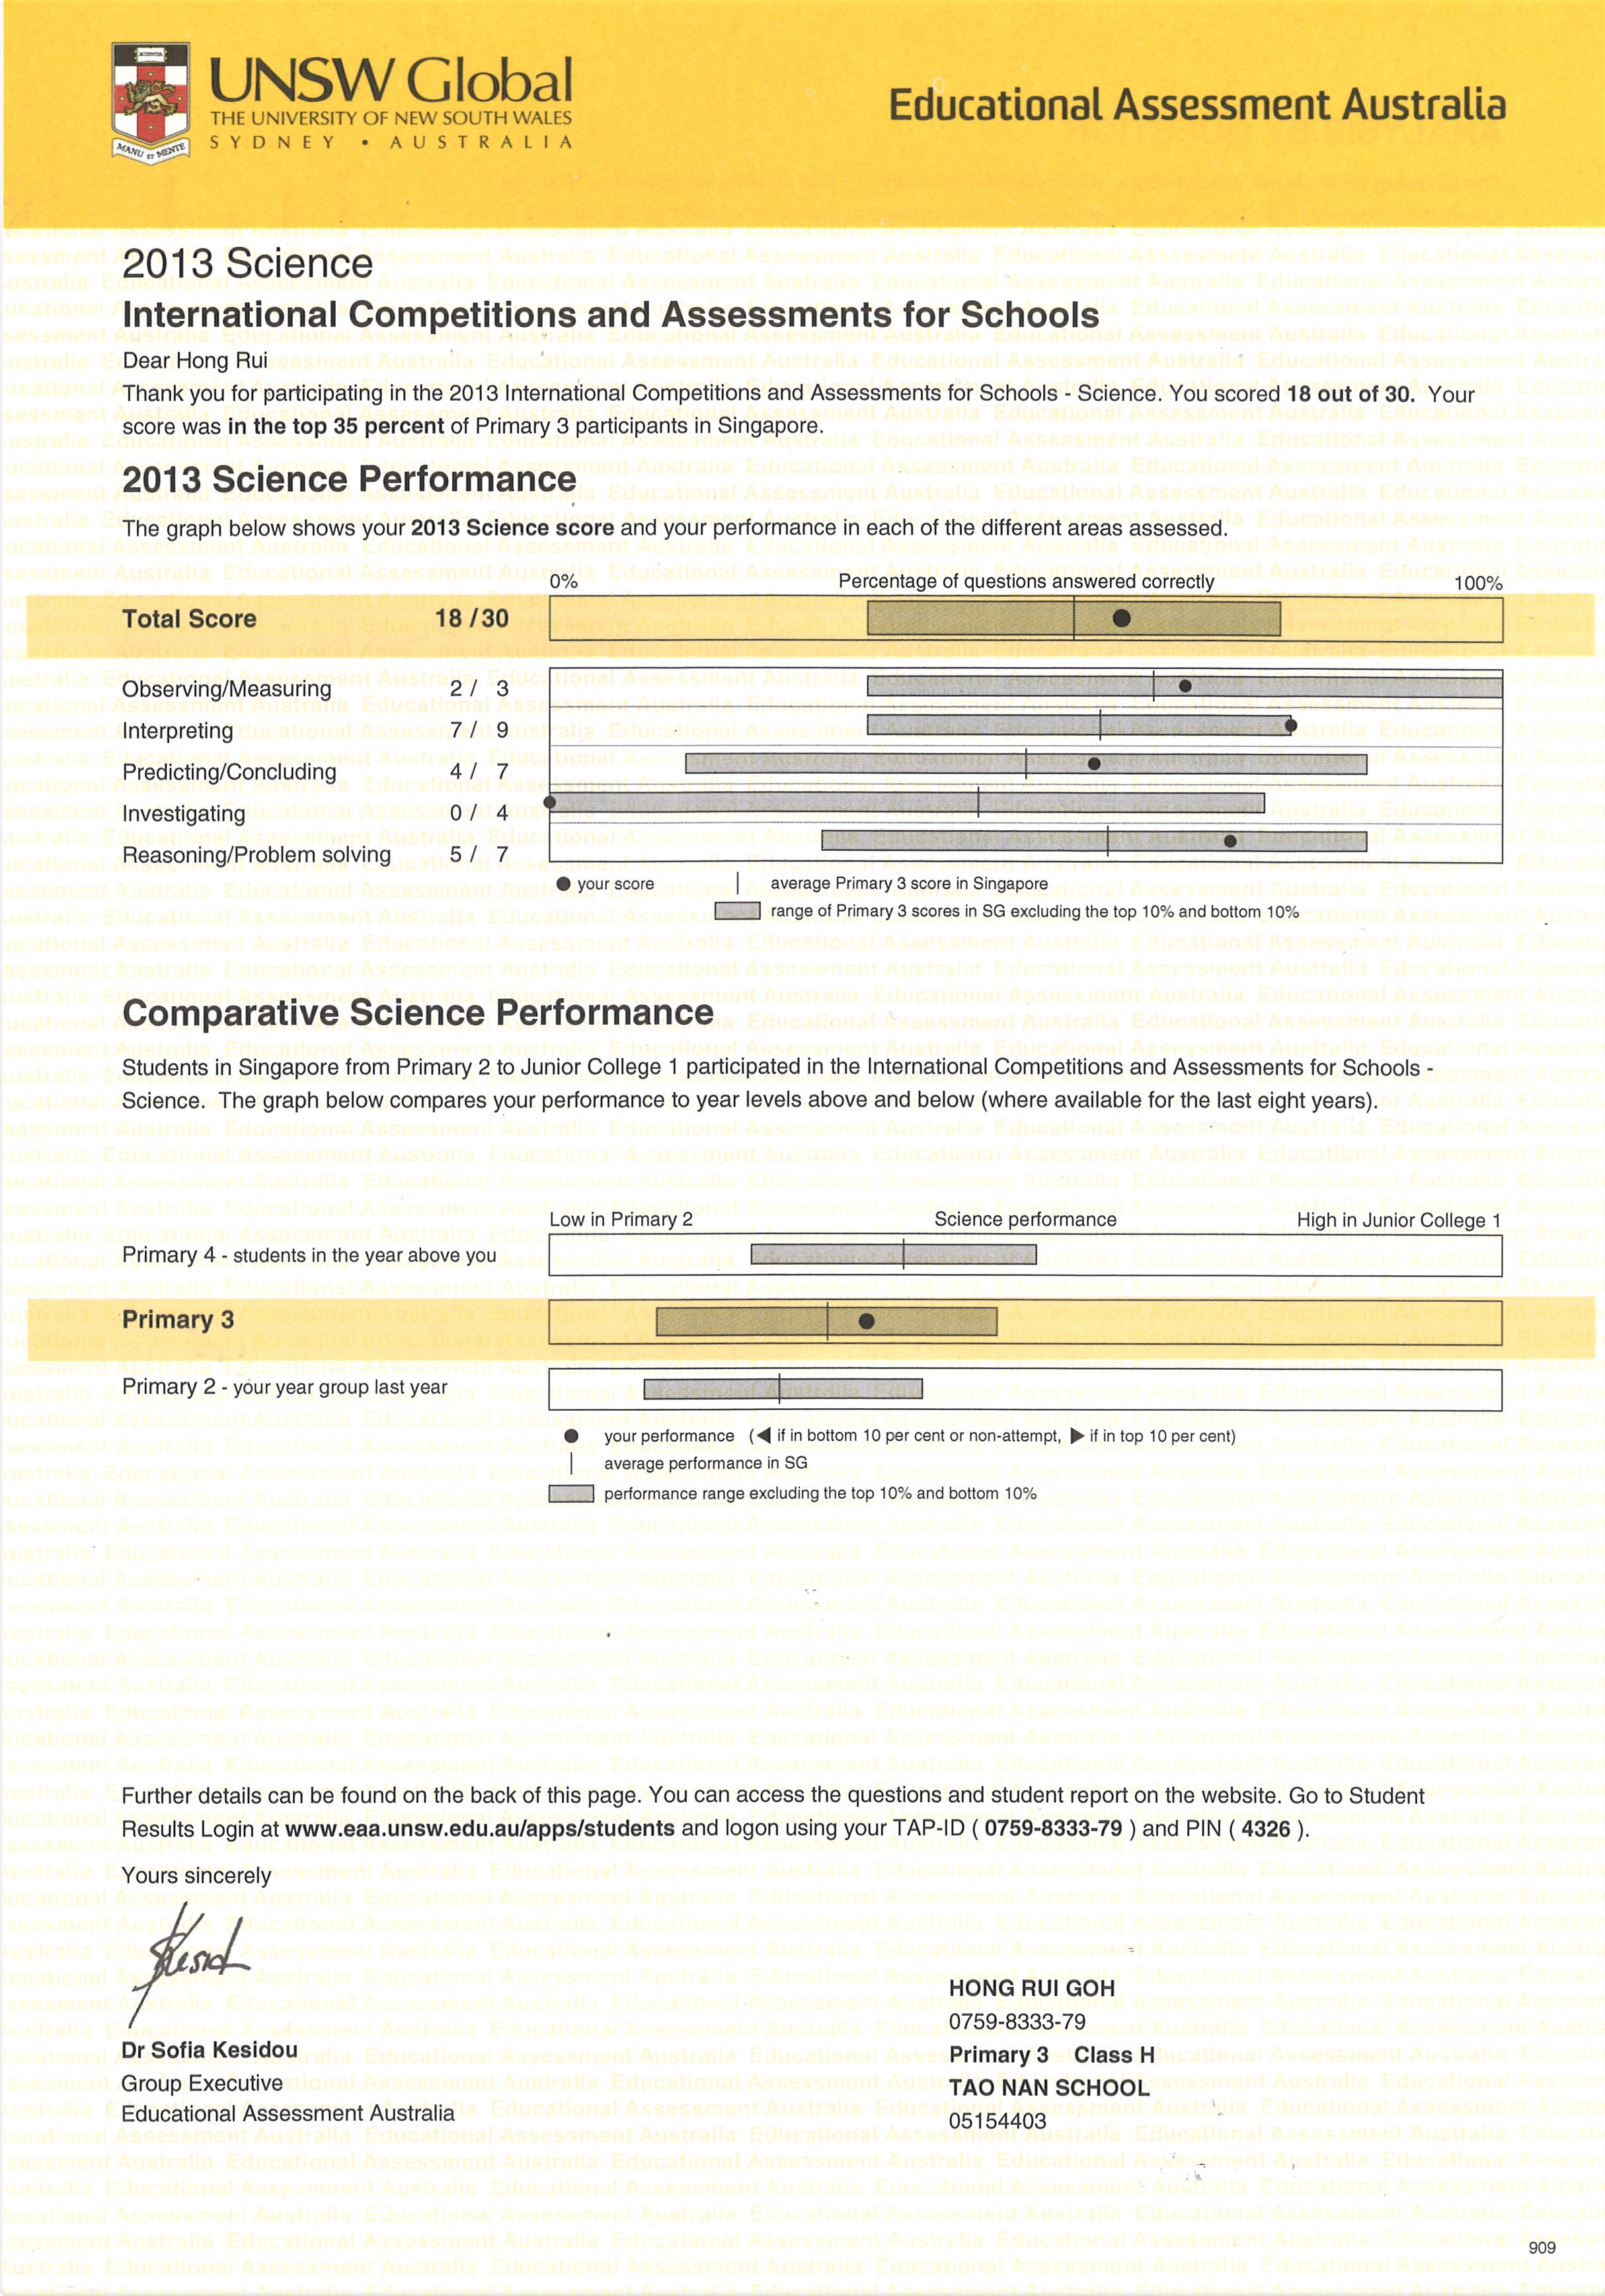 SCIENTIA
MANU ET MENTE
UNSW Global
THE UNIVERSITY OF NEW SOUTH WALES
SYDNEY • AUSTRALIA
Educational Assessment Australia
2013 Science
International Competitions and Assessments for Schools
Dear Hong Rui
Thank you for participating in the 2013 International Competitions and Assessments for Schools - Science. You scored 18 out of 30. Your
score was in the top 35 percent of Primary 3 participants in Singapore.
2013 Science Performance
The graph below shows your 2013 Science score and your performance in each of the different areas assessed.
0% Percentage of questions answered correctly 100%
Total Score 18 / 30
Observing/Measuring 2 / 3
Interpreting 7 / 9
Predicting/Concluding 4 / 7
Investigating 0 / 4
Reasoning/Problem solving 5 / 7
your score average Primary 3 score in Singapore
range of Primary 3 scores in SG excluding the top 10% and bottom 10%
Comparative Science Performance
Students in Singapore from Primary 2 to Junior College 1 participated in the International Competitions and Assessments for Schools -
Science. The graph below compares your performance to year levels above and below (where available for the last eight years).
Low in Primary 2 Science performance High in Junior College 1
Primary 4 - students in the year above you
Primary 3
Primary 2 - your year group last year
your performance (◀ if in bottom 10 per cent or non-attempt, ▶ if in top 10 per cent)
average performance in SG
performance range excluding the top 10% and bottom 10%
Further details can be found on the back of this page. You can access the questions and student report on the website. Go to Student
Results Login at www.eaa.unsw.edu.au/apps/students and logon using your TAP-ID ( 0759-8333-79 ) and PIN ( 4326 ).
Yours sincerely
Dr Sofia Kesidou
Group Executive
Educational Assessment Australia
HONG RUI GOH
0759-8333-79
Primary 3 Class H
TAO NAN SCHOOL
05154403
909